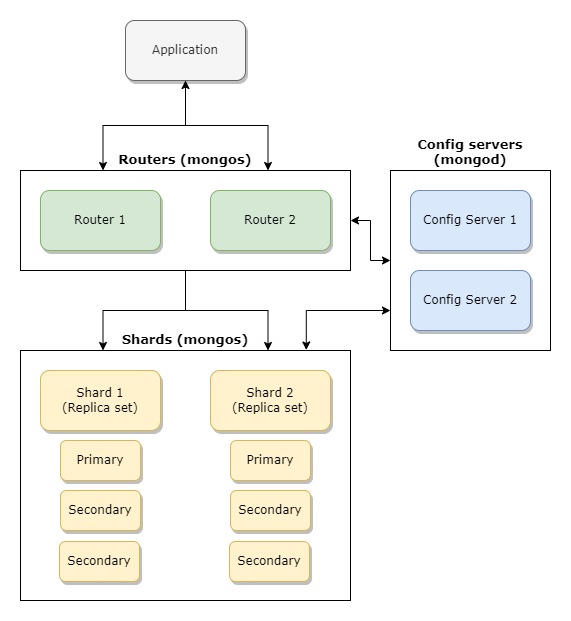 Application
Routers (mongos)
Config servers
(mongod)
Router 1
Router 2
Config Server 1
Config Server 2
Shards (mongos)
Shard 1
(Replica set)
Shard 2
(Replica set)
Primary
Primary
Secondary
Secondary
Secondary
Secondary